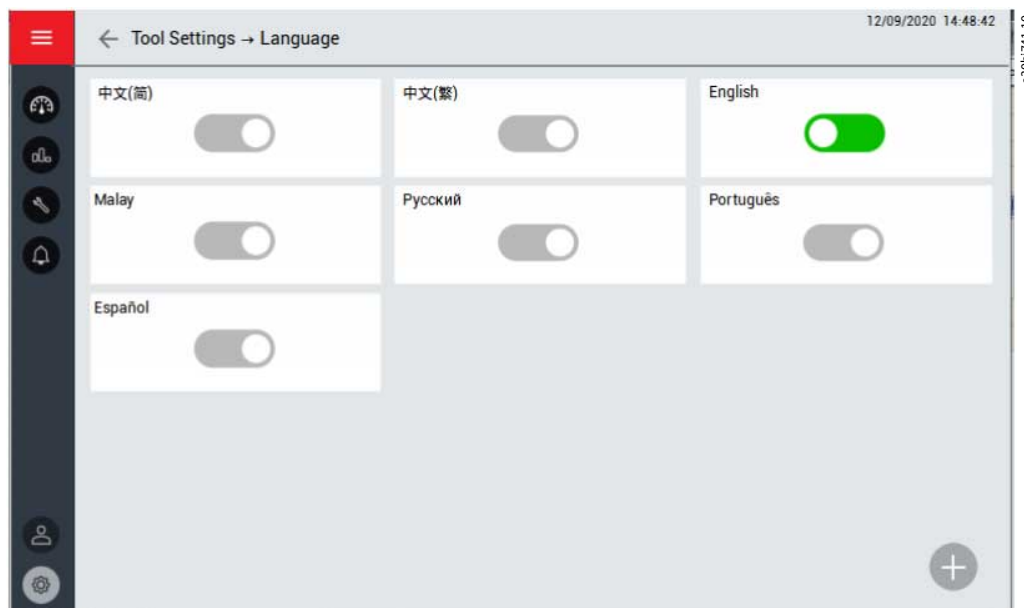 12/09/2020 14:48:42
← Tool Settings → Language
中文(简)
中文(繁)
English
Malay
Русский
Português
Español